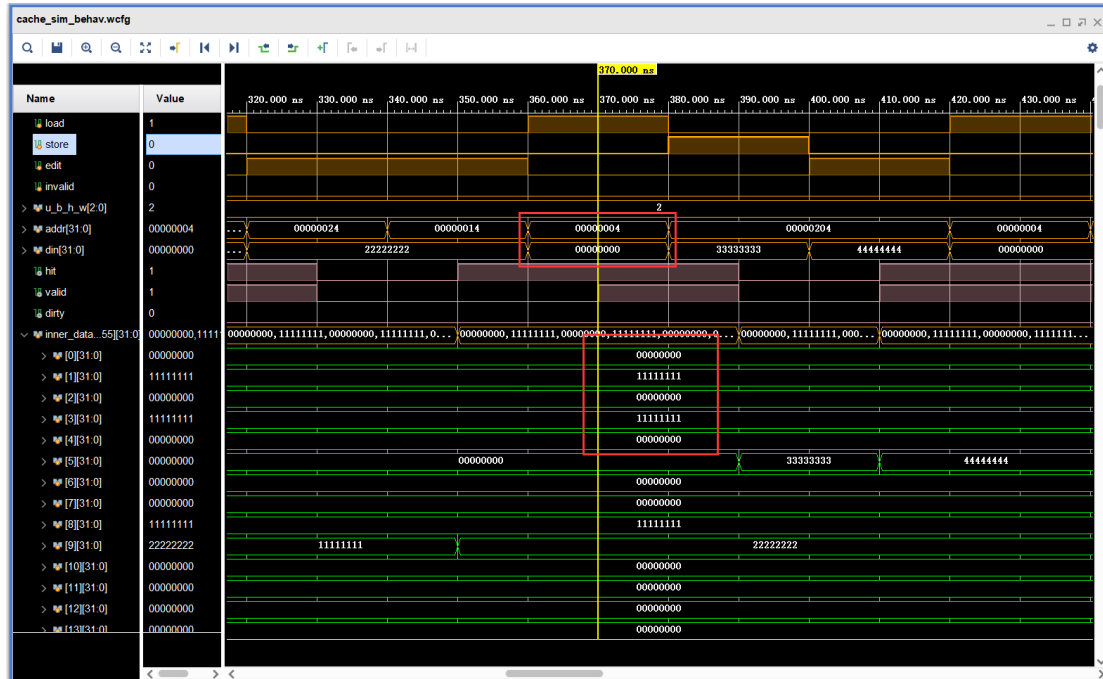 cache_sim_behav.wcfg
370.000 ns
Name Value 320.000 ns 330.000 ns 340.000 ns 350.000 ns 360.000 ns 370.000 ns 380.000 ns 390.000 ns 400.000 ns 410.000 ns 420.000 ns 430.000 ns
load 1
store 0
edit 0
invalid 0
u_b_h_w[2:0] 2 2
addr[31:0] 00000004 ... 00000024 00000014 00000004 00000204 00000004
din[31:0] 00000000 ... 22222222 00000000 33333333 44444444 00000000
hit 1
valid 1
dirty 0
inner_data...55][31:0] 00000000,1111 00000000,11111111,00000000,11111111,0... 00000000,11111111,00000000,11111111,00000000,0... 00000000,11111111,000... 00000000,11111111,00000000,1111111...
[0][31:0] 00000000 00000000
[1][31:0] 11111111 11111111
[2][31:0] 00000000 00000000
[3][31:0] 11111111 11111111
[4][31:0] 00000000 00000000
[5][31:0] 00000000 00000000 33333333 44444444
[6][31:0] 00000000 00000000
[7][31:0] 00000000 00000000
[8][31:0] 11111111 11111111
[9][31:0] 22222222 11111111 22222222
[10][31:0] 00000000 00000000
[11][31:0] 00000000 00000000
[12][31:0] 00000000 00000000
[13][31:0] 00000000 00000000